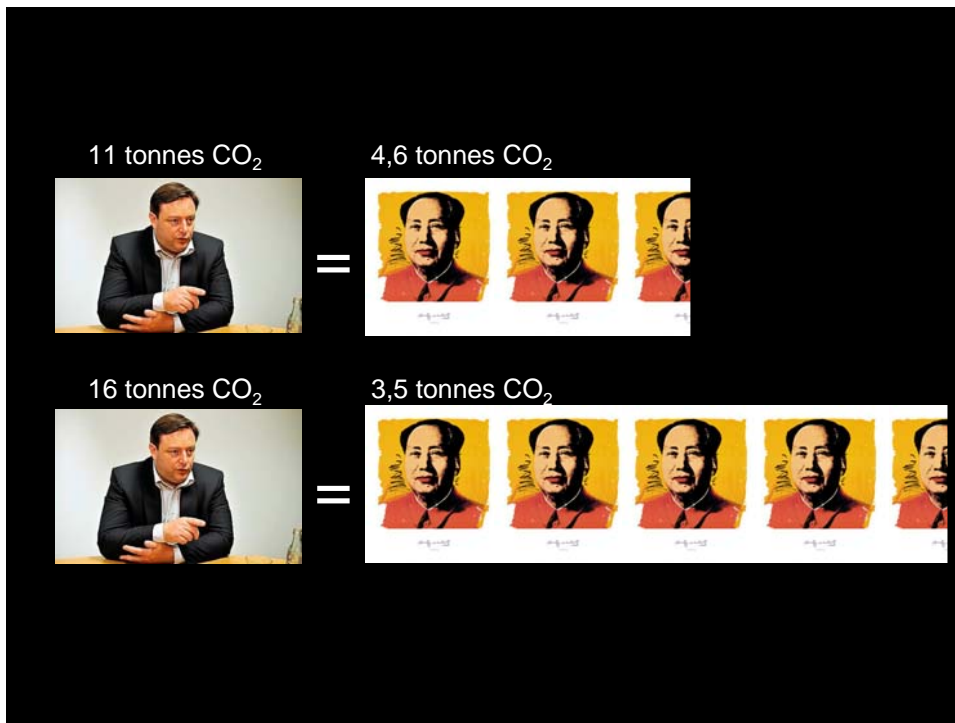 11 tonnes CO₂
4,6 tonnes CO₂
=
16 tonnes CO₂
3,5 tonnes CO₂
=